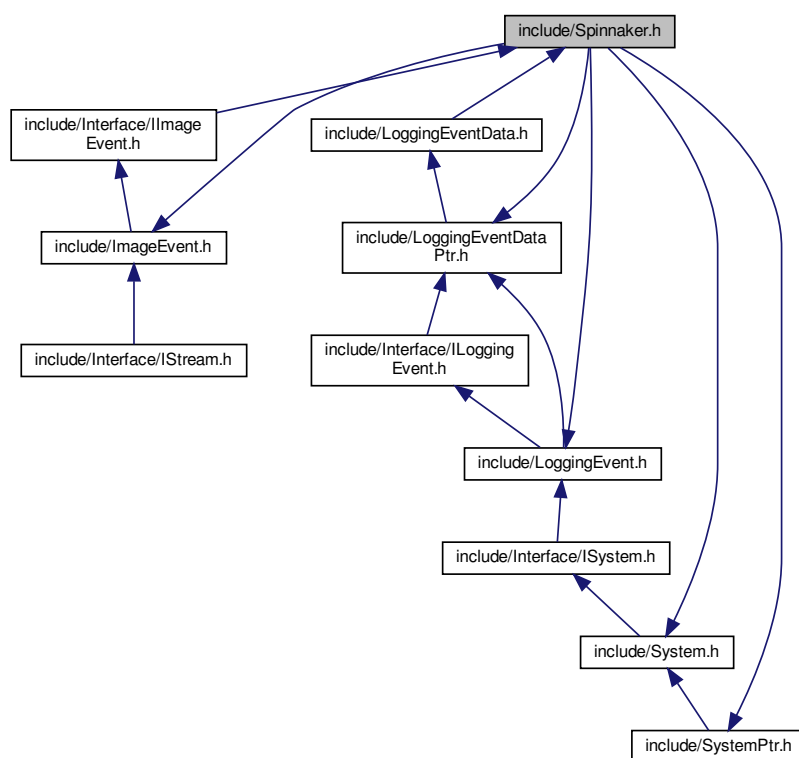 include/Spinnaker.h
include/Interface/IImage
Event.h
include/LoggingEventData.h
include/ImageEvent.h
include/LoggingEventData
Ptr.h
include/Interface/IStream.h
include/Interface/ILogging
Event.h
include/LoggingEvent.h
include/Interface/ISystem.h
include/System.h
include/SystemPtr.h